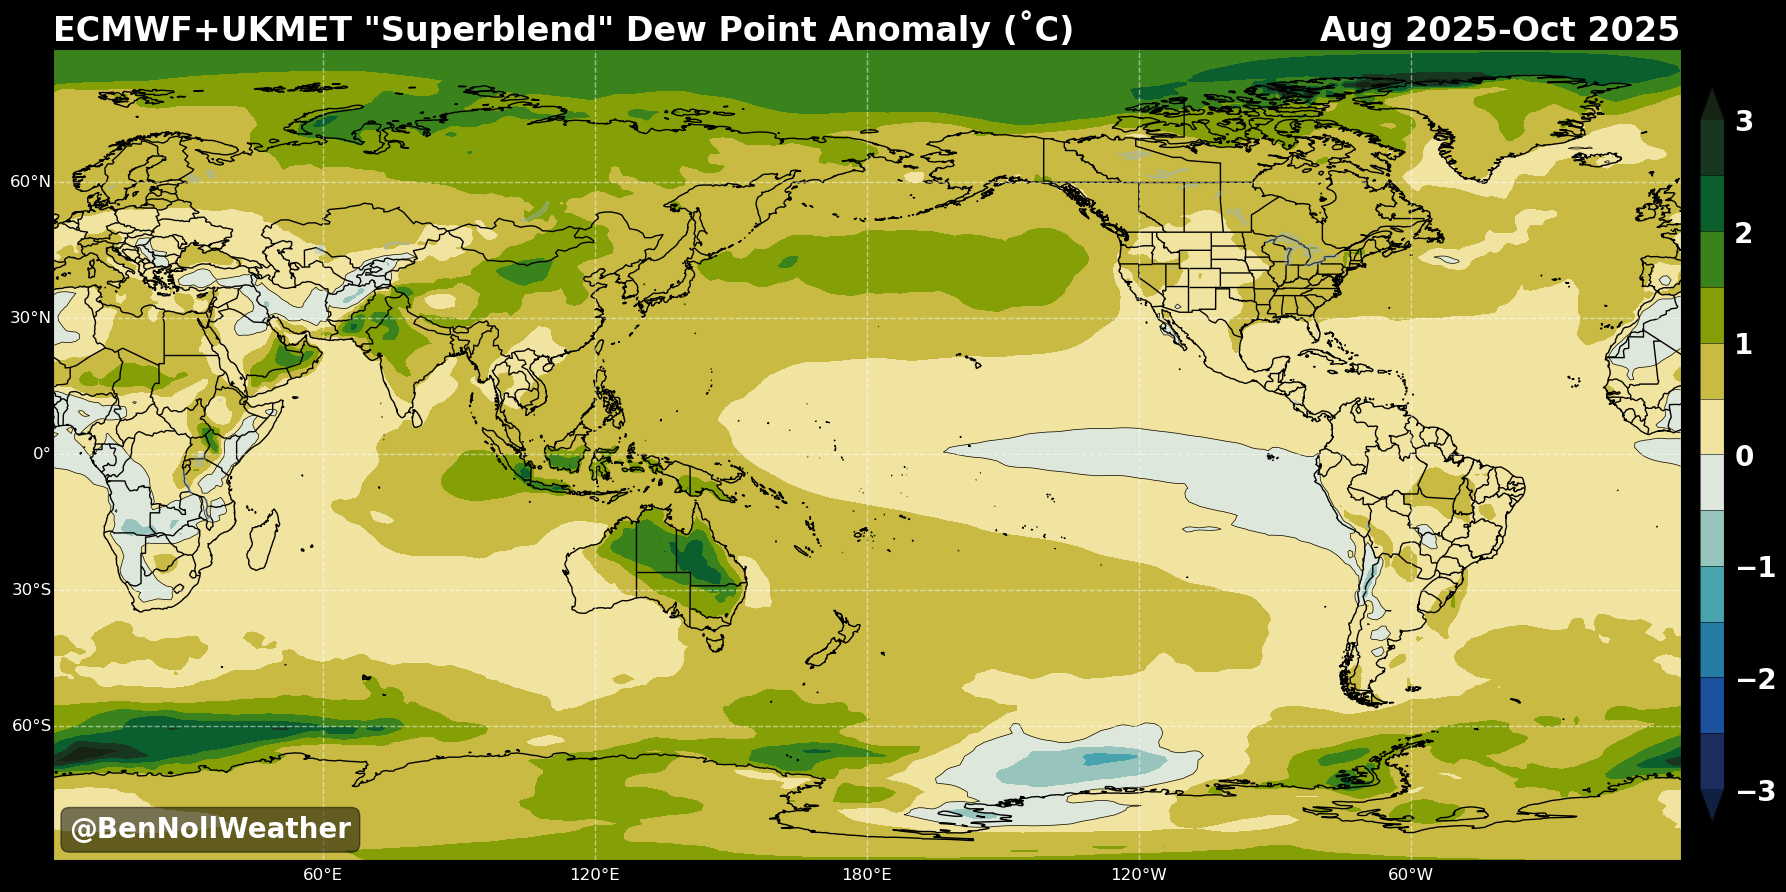 ECMWF+UKMET "Superblend" Dew Point Anomaly (˚C)
Aug 2025-Oct 2025
60°N
30°N
0°
30°S
60°S
60°E
120°E
180°E
120°W
60°W
3
2
1
0
−1
−2
−3
@BenNollWeather